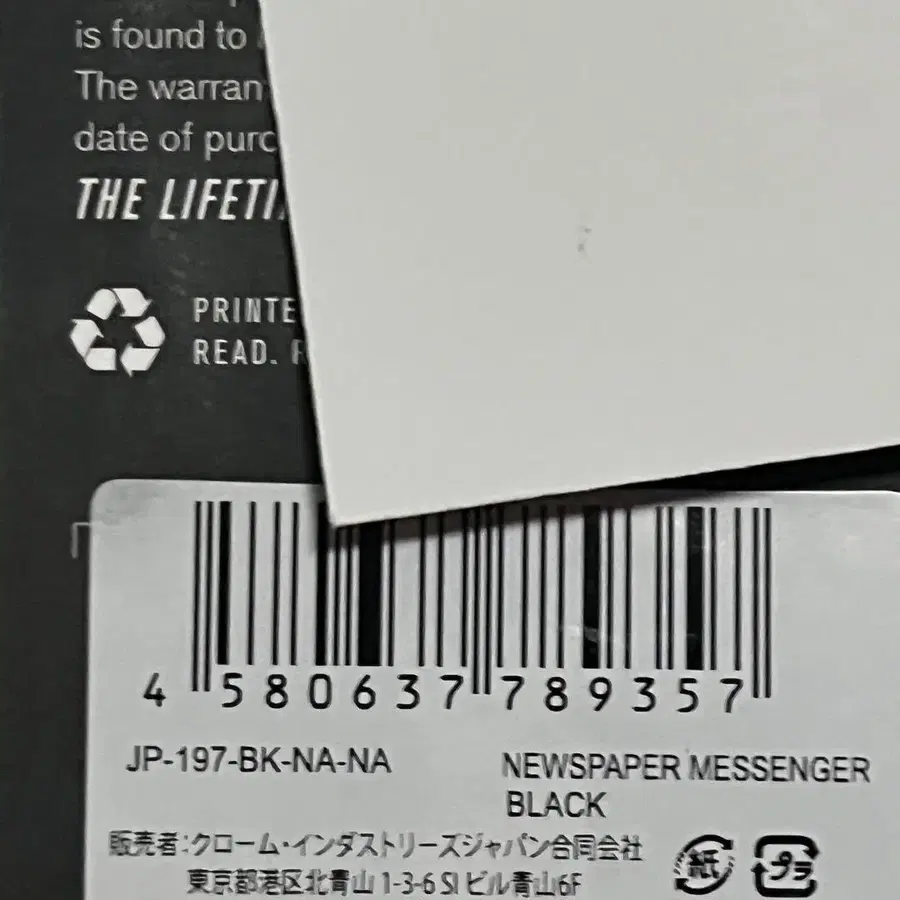 is found to
The warran
date of purc
THE LIFETI
PRINTE
READ.
4 580637 789357
JP-197-BK-NA-NA
NEWSPAPER MESSENGER
BLACK
販売者:クローム・インダストリーズジャパン合同会社
東京都港区北青山 1-3-6 SI ビル青山6F
紙
プラ